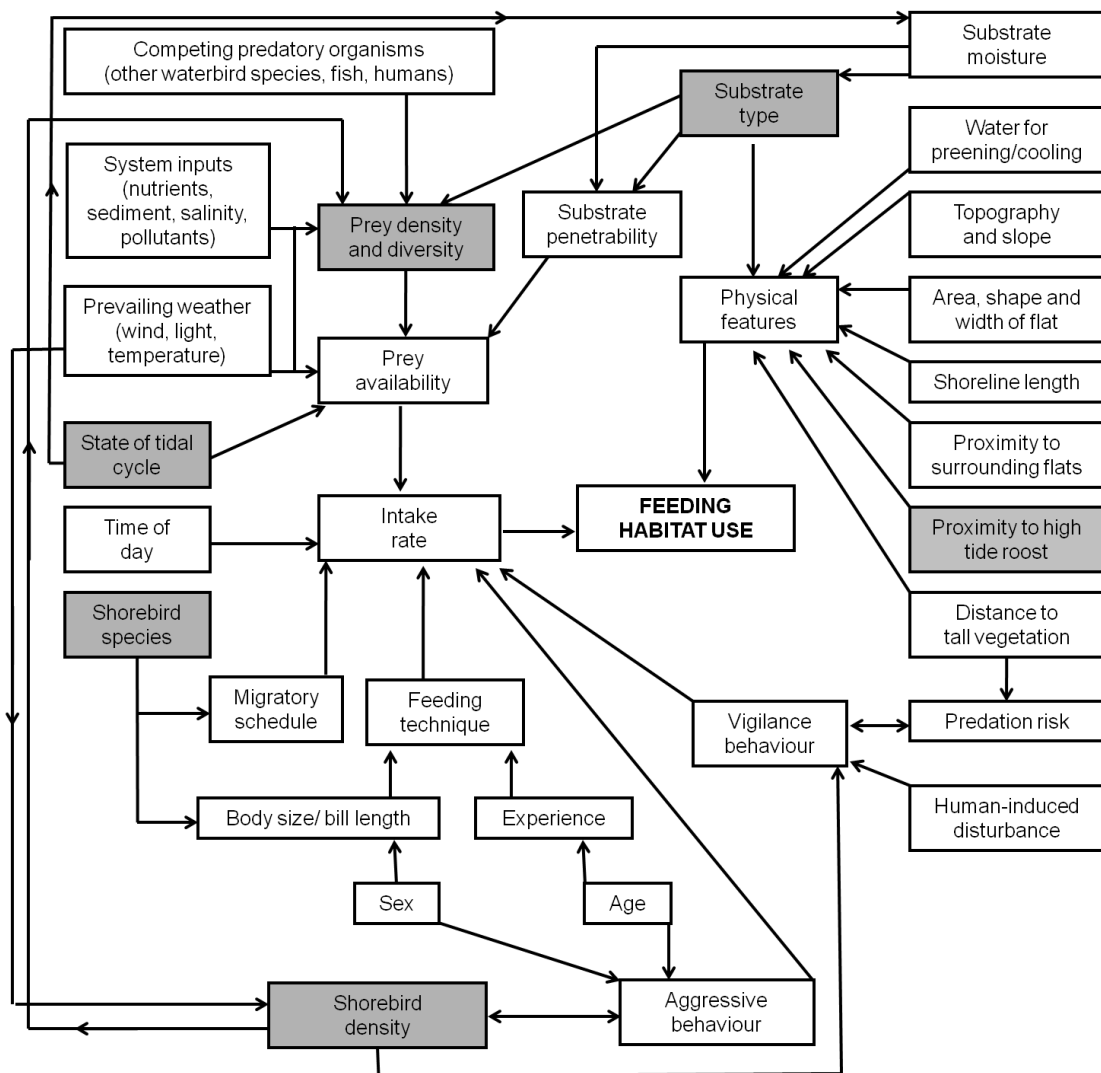 Competing predatory organisms
(other waterbird species, fish, humans)
Substrate
moisture
Substrate
type
Water for
preening/cooling
System inputs
(nutrients,
sediment, salinity,
pollutants)
Prey density
and diversity
Substrate
penetrability
Topography
and slope
Physical
features
Area, shape and
width of flat
Prevailing weather
(wind, light,
temperature)
Prey
availability
Shoreline length
State of tidal
cycle
Proximity to
surrounding flats
Time of
day
Intake
rate
FEEDING
HABITAT USE
Proximity to high
tide roost
Shorebird
species
Distance to
tall vegetation
Migratory
schedule
Feeding
technique
Vigilance
behaviour
Predation risk
Body size/ bill length
Experience
Human-induced
disturbance
Sex
Age
Shorebird
density
Aggressive
behaviour